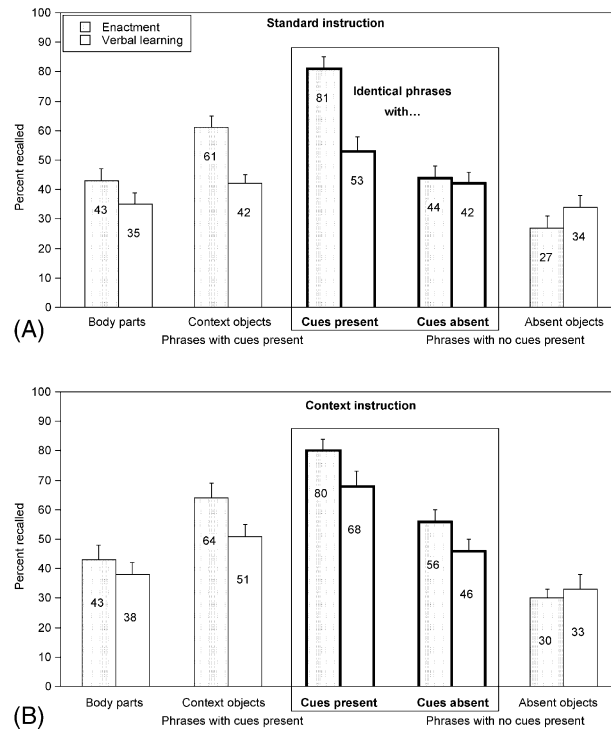 Standard instruction
Enactment
Verbal learning
Identical phrases
with...
Percent recalled
100
90
80
70
60
50
40
30
20
10
0
43
35
61
42
81
53
44
42
27
34
(A)
Body parts
Context objects
Cues present
Cues absent
Absent objects
Phrases with cues present
Phrases with no cues present
Context instruction
Percent recalled
100
90
80
70
60
50
40
30
20
10
0
43
38
64
51
80
68
56
46
30
33
(B)
Body parts
Context objects
Cues present
Cues absent
Absent objects
Phrases with cues present
Phrases with no cues present